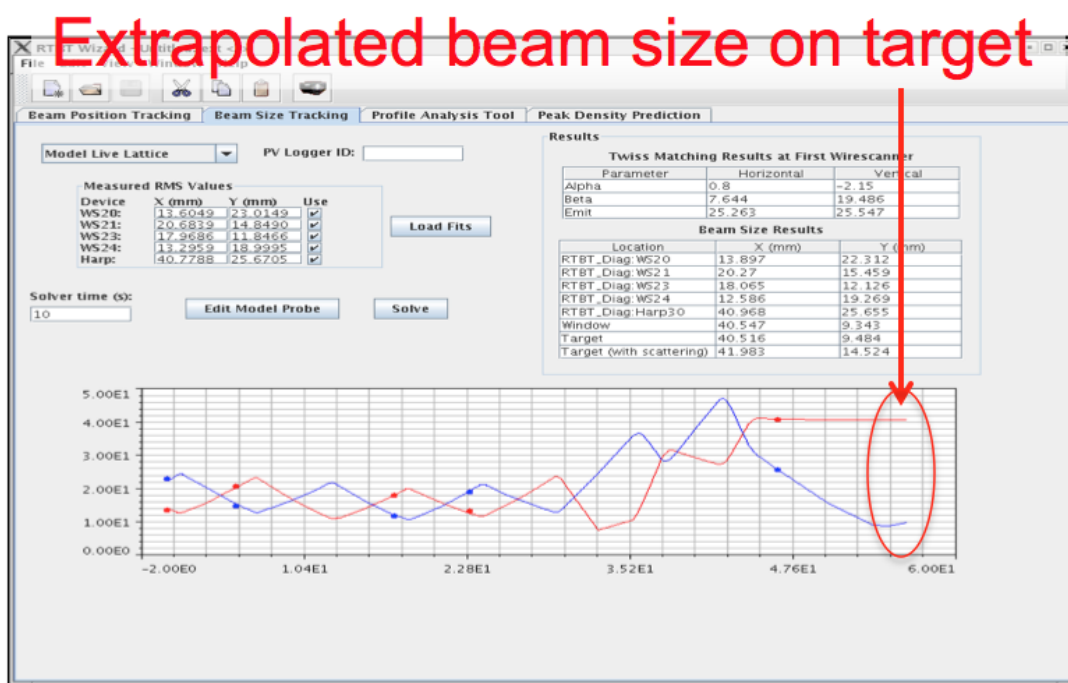 Extrapolated beam size on target
RTBT Wizard - Untitled
File View Window Help
Beam Position Tracking Beam Size Tracking Profile Analysis Tool Peak Density Prediction
Model Live Lattice PV Logger ID:
Measured RMS Values
Device X (mm) Y (mm) Use
WS20: 13.6049 23.0149
WS21: 20.6839 14.8490
WS23: 17.9686 11.8466
WS24: 13.2959 18.9995
Harp: 40.7788 25.6705
Load Fits
Solver time (s):
10
Edit Model Probe Solve
Results
Twiss Matching Results at First Wirescanner
Parameter Horizontal Vertical
Alpha 0.8 -2.15
Beta 7.644 19.486
Emit 25.263 25.547
Beam Size Results
Location X (mm) Y (mm)
RTBT_Diag:WS20 13.897 22.312
RTBT_Diag:WS21 20.27 15.459
RTBT_Diag:WS23 18.065 12.126
RTBT_Diag:WS24 12.586 19.269
RTBT_Diag:Harp30 40.968 25.655
Window 40.547 9.343
Target 40.516 9.484
Target (with scattering) 41.983 14.524
5.00E1
4.00E1
3.00E1
2.00E1
1.00E1
0.00E0
-2.00E0 1.04E1 2.28E1 3.52E1 4.76E1 6.00E1